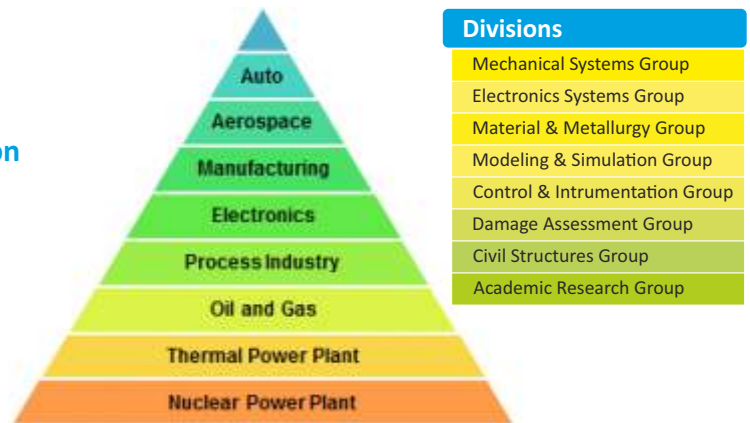 Auto
Aerospace
Manufacturing
Electronics
Process Industry
Oil and Gas
Thermal Power Plant
Nuclear Power Plant
Divisions
Mechanical Systems Group
Electronics Systems Group
Material & Metallurgy Group
Modeling & Simulation Group
Control & Intrumentation Group
Damage Assessment Group
Civil Structures Group
Academic Research Group